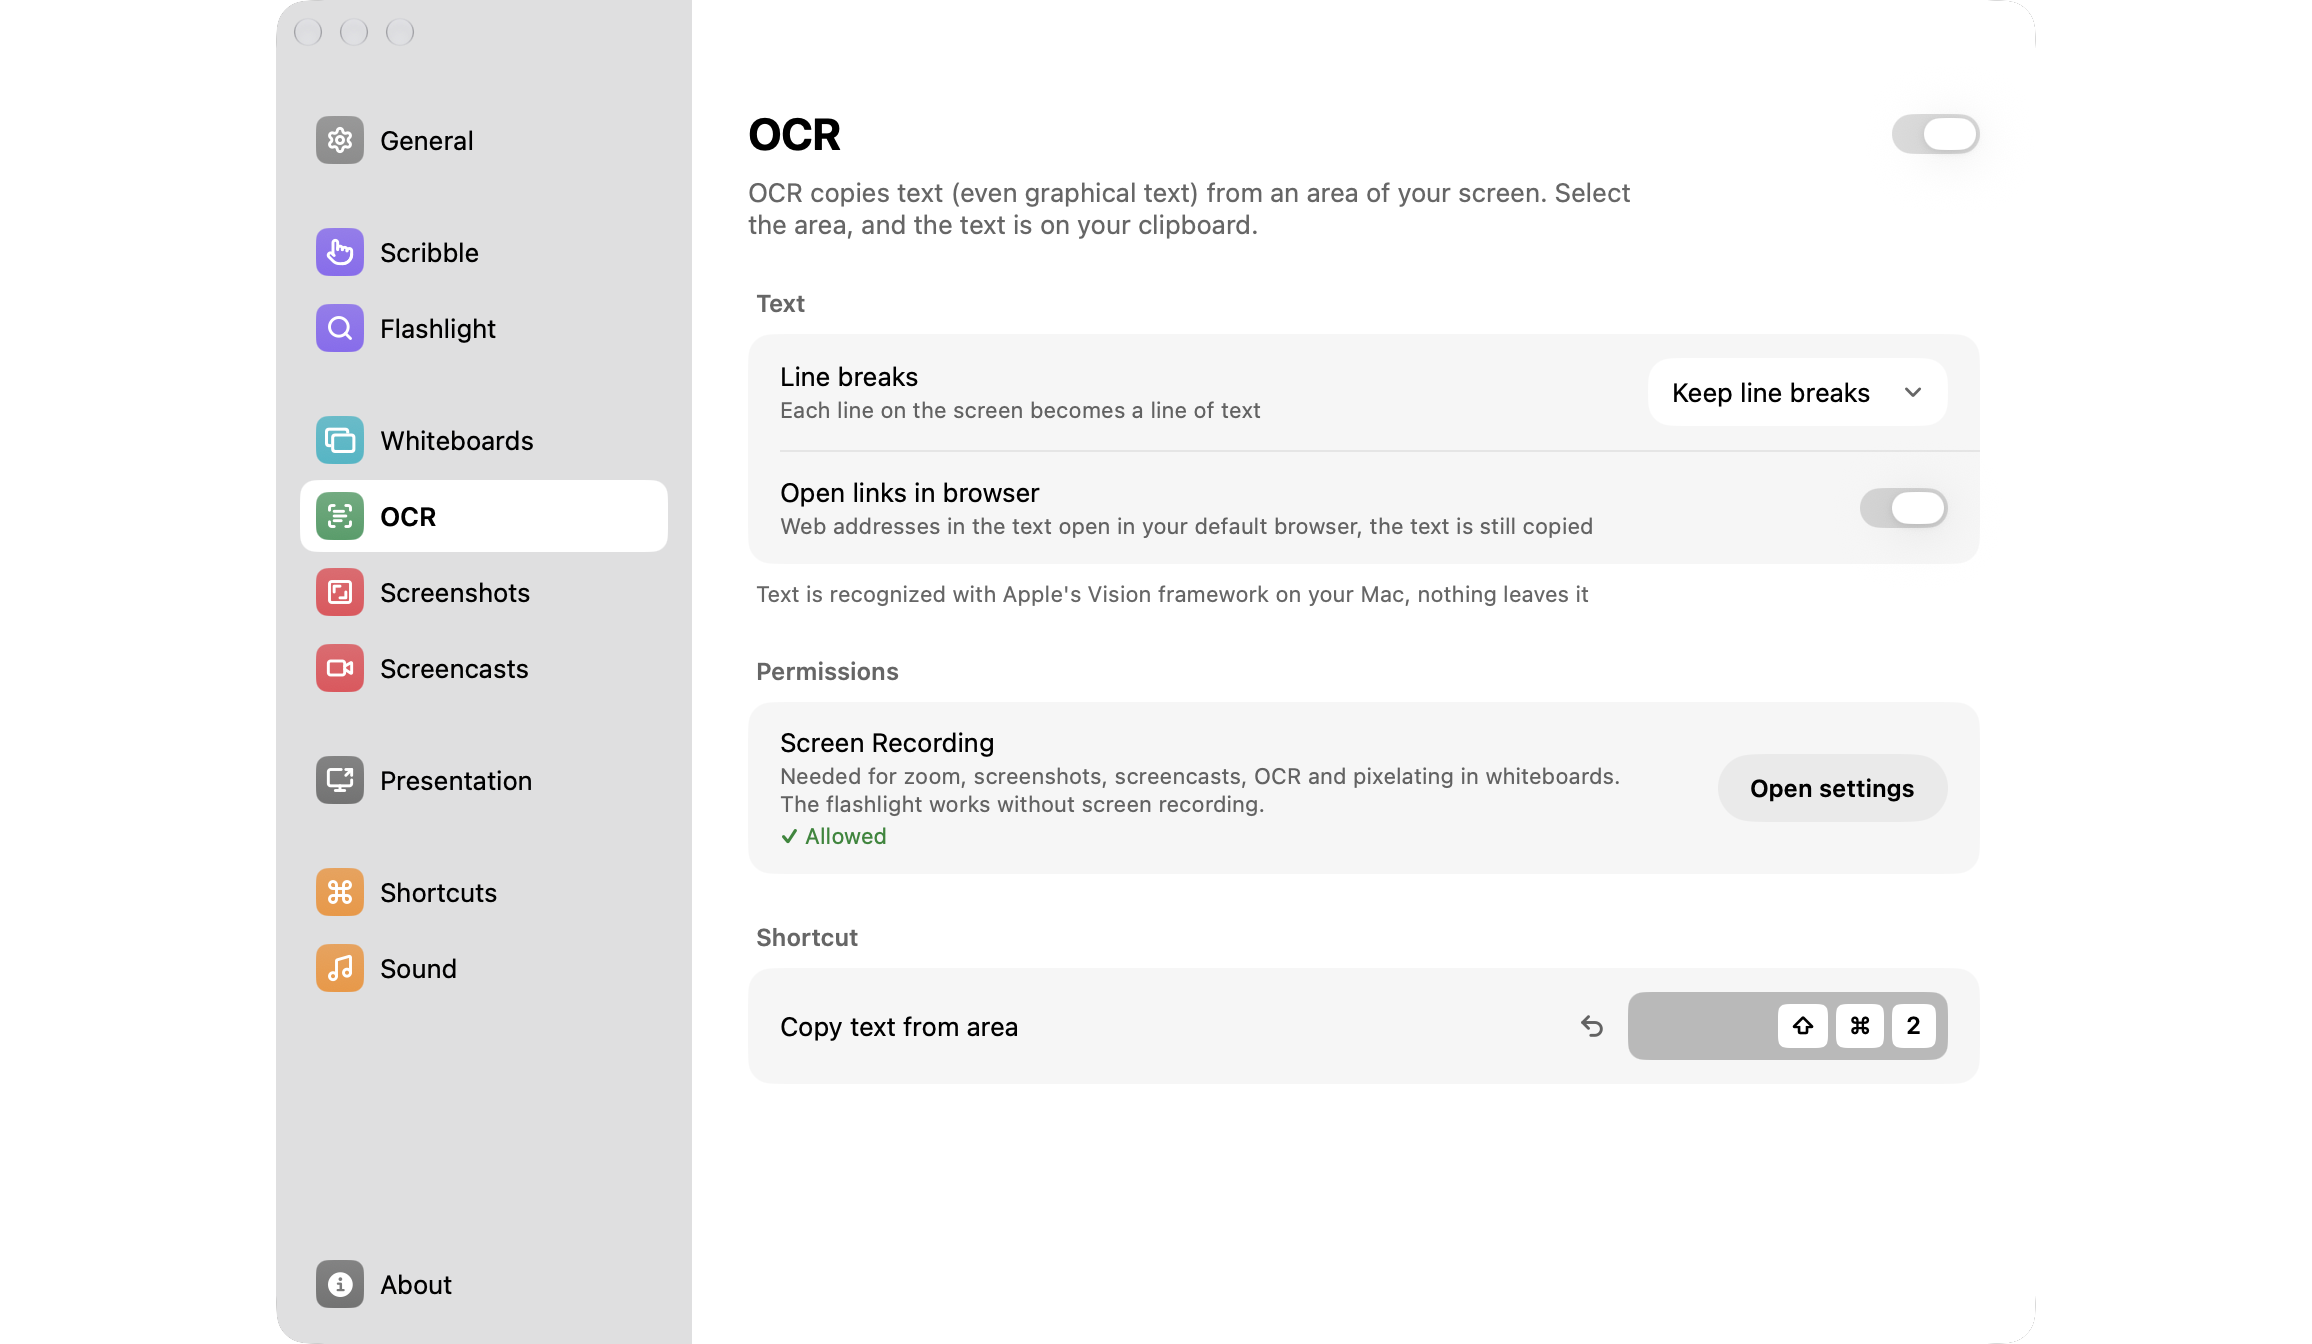 General
Scribble
Flashlight
Whiteboards
OCR
Screenshots
Screencasts
Presentation
Shortcuts
Sound
About
OCR
OCR copies text (even graphical text) from an area of your screen. Select
the area, and the text is on your clipboard.
Text
Line breaks
Each line on the screen becomes a line of text
Keep line breaks
Open links in browser
Web addresses in the text open in your default browser, the text is still copied
Text is recognized with Apple's Vision framework on your Mac, nothing leaves it
Permissions
Screen Recording
Needed for zoom, screenshots, screencasts, OCR and pixelating in whiteboards.
The flashlight works without screen recording.
✓ Allowed
Open settings
Shortcut
Copy text from area
⇧ ⌘ 2